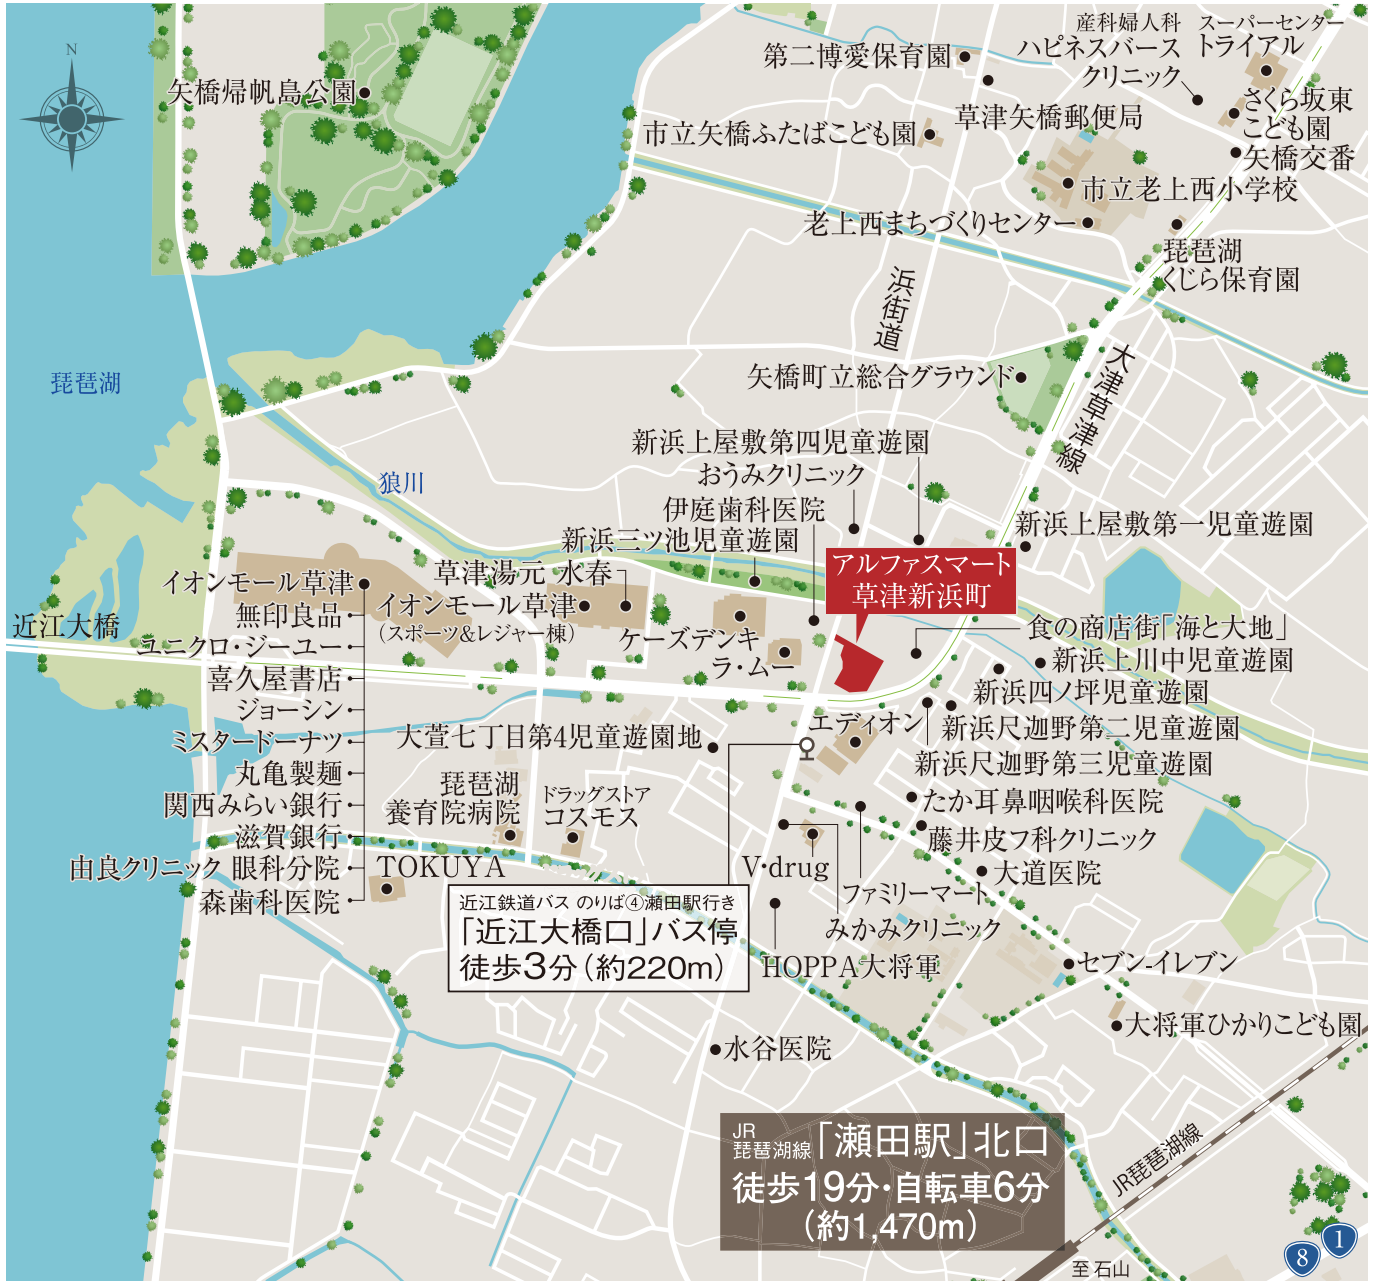 N
矢橋帰帆島公園
琵琶湖
狼川
近江大橋
第二博愛保育園
産科婦人科
ハピネスバース
クリニック
スーパーセンター
トライアル
草津矢橋郵便局
さくら坂東
こども園
市立矢橋ふたばこども園
矢橋交番
市立老上西小学校
老上西まちづくりセンター
琵琶湖
くじら保育園
浜街道
大津草津線
矢橋町立総合グラウンド
新浜上屋敷第四児童遊園
おうみクリニック
伊庭歯科医院
新浜三ツ池児童遊園
新浜上屋敷第一児童遊園
アルファスマート
草津新浜町
草津湯元 水春
イオンモール草津
(スポーツ&レジャー棟)
ケーズデンキ
ラ・ムー
イオンモール草津
無印良品
ユニクロ・ジーユー
喜久屋書店
ジョーシン
ミスタードーナツ
丸亀製麺
関西みらい銀行
滋賀銀行
由良クリニック 眼科分院
森歯科医院
食の商店街「海と大地」
新浜上川中児童遊園
新浜四ノ坪児童遊園
新浜尺迦野第二児童遊園
新浜尺迦野第三児童遊園
エディオン
大萱七丁目第4児童遊園地
琵琶湖
養育院病院
ドラッグストア
コスモス
TOKUYA
たか耳鼻咽喉科医院
藤井皮フ科クリニック
大道医院
V・drug
ファミリーマート
みかみクリニック
HOPPA大将軍
近江鉄道バス のりば④瀬田駅行き
「近江大橋口」バス停
徒歩3分(約220m)
セブン-イレブン
大将軍ひかりこども園
水谷医院
JR
琵琶湖線
「瀬田駅」北口
徒歩19分・自転車6分
(約1,470m)
JR琵琶湖線
至 石山
8
1